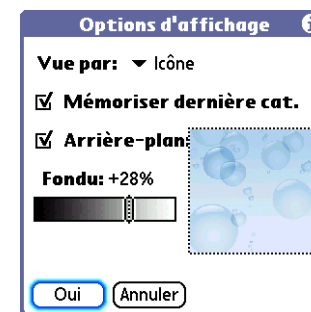 Options d'affichage
Vue par: Icône
Mémoriser dernière cat.
Arrière-plan:
Fondu: +28%
Oui Annuler